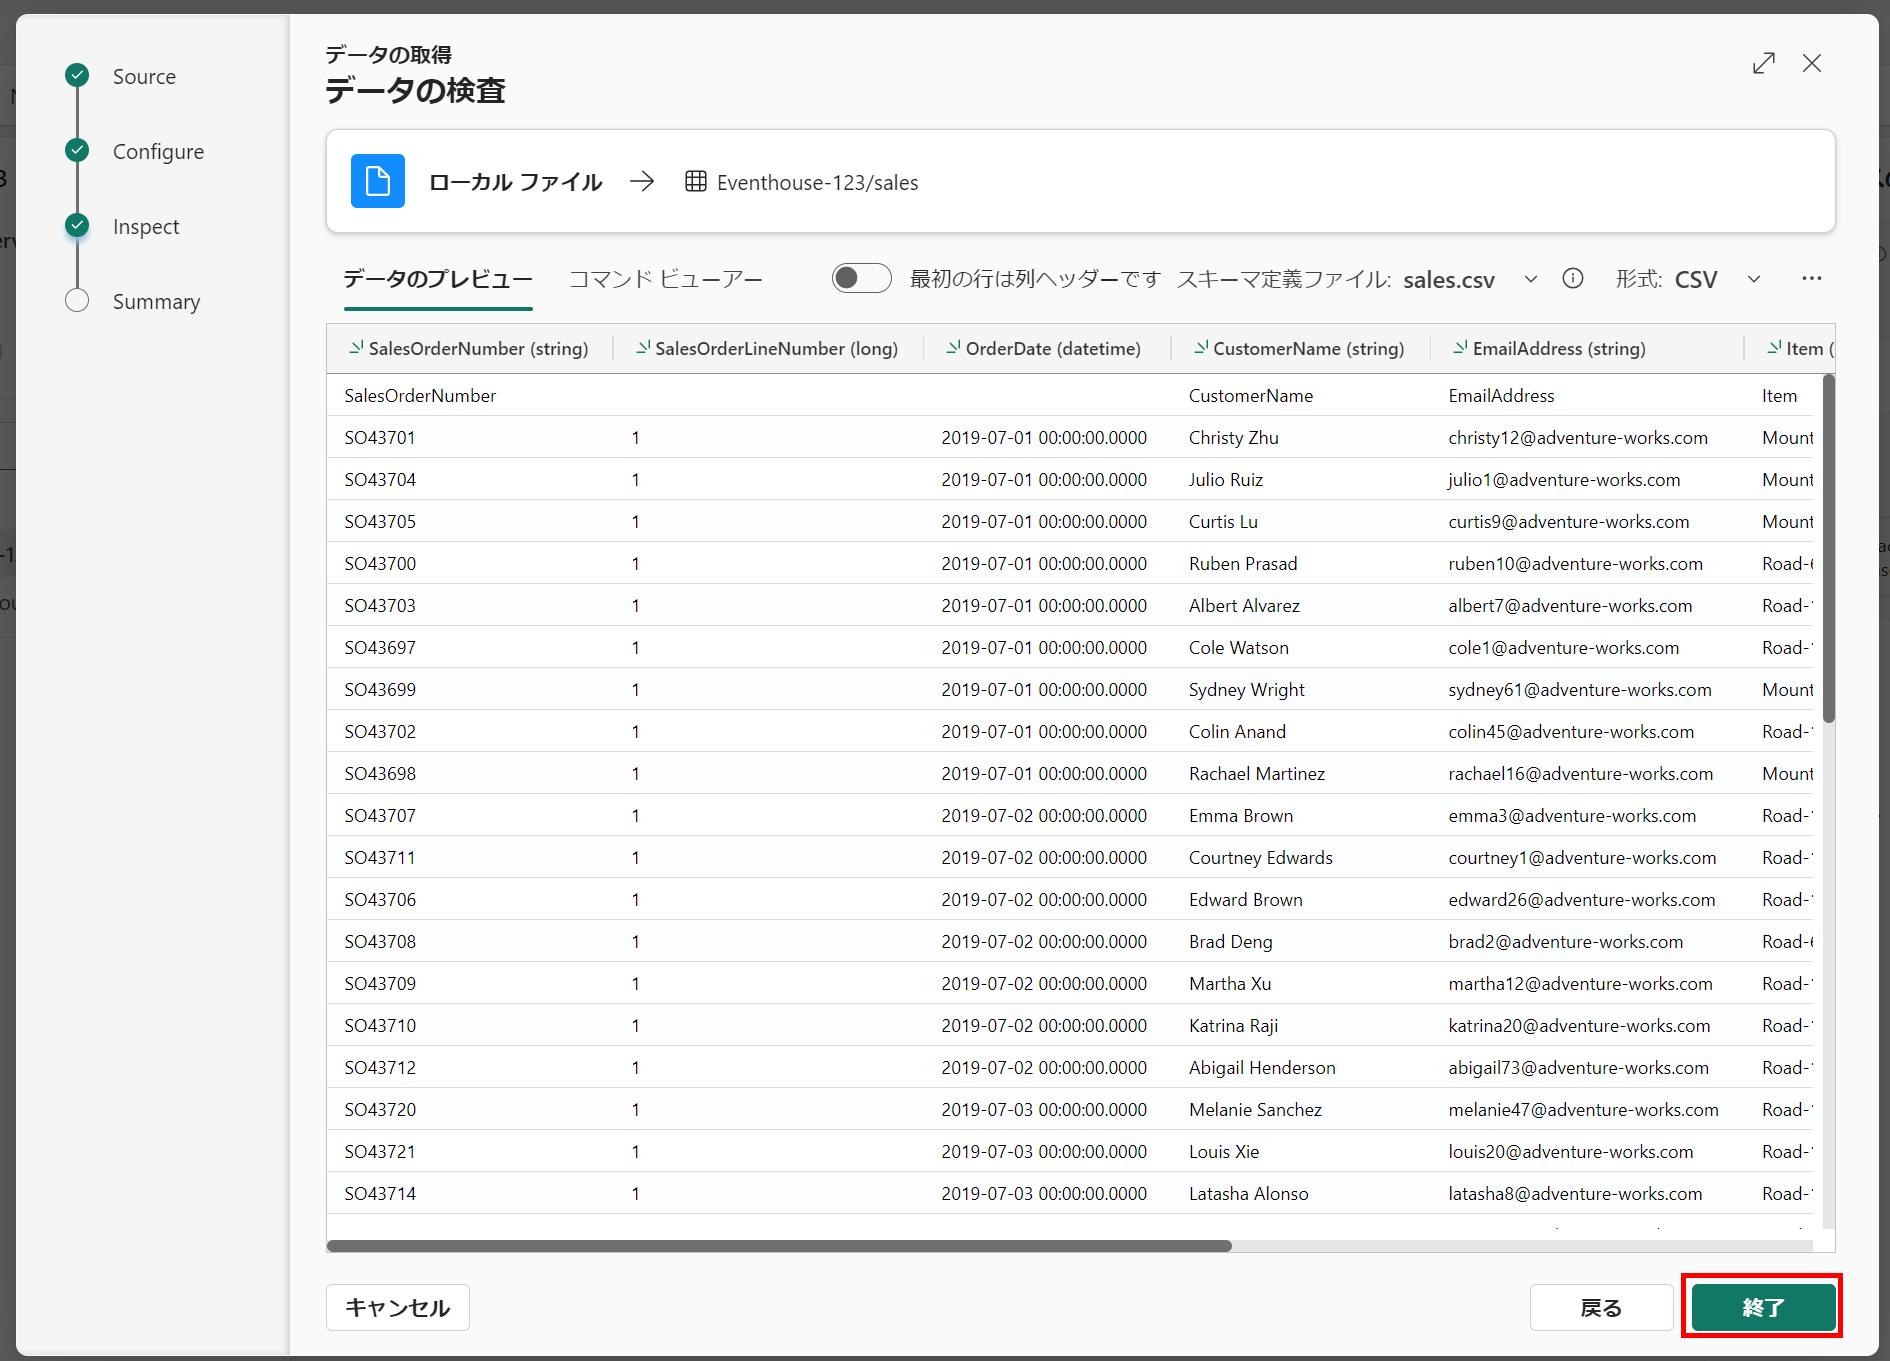 Source
Configure
Inspect
Summary
データの取得
データの検査
ローカル ファイル → Eventhouse-123/sales
データのプレビュー コマンド ビューアー 最初の行は列ヘッダーです スキーマ定義ファイル: sales.csv 形式: CSV ···
SalesOrderNumber (string) SalesOrderLineNumber (long) OrderDate (datetime) CustomerName (string) EmailAddress (string) Item (
SalesOrderNumber CustomerName EmailAddress Item
SO43701 1 2019-07-01 00:00:00.0000 Christy Zhu christy12@adventure-works.com Mount
SO43704 1 2019-07-01 00:00:00.0000 Julio Ruiz julio1@adventure-works.com Mount
SO43705 1 2019-07-01 00:00:00.0000 Curtis Lu curtis9@adventure-works.com Mount
SO43700 1 2019-07-01 00:00:00.0000 Ruben Prasad ruben10@adventure-works.com Road-6
SO43703 1 2019-07-01 00:00:00.0000 Albert Alvarez albert7@adventure-works.com Road-
SO43697 1 2019-07-01 00:00:00.0000 Cole Watson cole1@adventure-works.com Road-
SO43699 1 2019-07-01 00:00:00.0000 Sydney Wright sydney61@adventure-works.com Mount
SO43702 1 2019-07-01 00:00:00.0000 Colin Anand colin45@adventure-works.com Road-
SO43698 1 2019-07-01 00:00:00.0000 Rachael Martinez rachael16@adventure-works.com Mount
SO43707 1 2019-07-02 00:00:00.0000 Emma Brown emma3@adventure-works.com Road-
SO43711 1 2019-07-02 00:00:00.0000 Courtney Edwards courtney1@adventure-works.com Road-
SO43706 1 2019-07-02 00:00:00.0000 Edward Brown edward26@adventure-works.com Road-
SO43708 1 2019-07-02 00:00:00.0000 Brad Deng brad2@adventure-works.com Road-6
SO43709 1 2019-07-02 00:00:00.0000 Martha Xu martha12@adventure-works.com Road-
SO43710 1 2019-07-02 00:00:00.0000 Katrina Raji katrina20@adventure-works.com Road-
SO43712 1 2019-07-02 00:00:00.0000 Abigail Henderson abigail73@adventure-works.com Road-
SO43720 1 2019-07-03 00:00:00.0000 Melanie Sanchez melanie47@adventure-works.com Road-
SO43721 1 2019-07-03 00:00:00.0000 Louis Xie louis20@adventure-works.com Road-
SO43714 1 2019-07-03 00:00:00.0000 Latasha Alonso latasha8@adventure-works.com Road-
キャンセル 戻る 終了